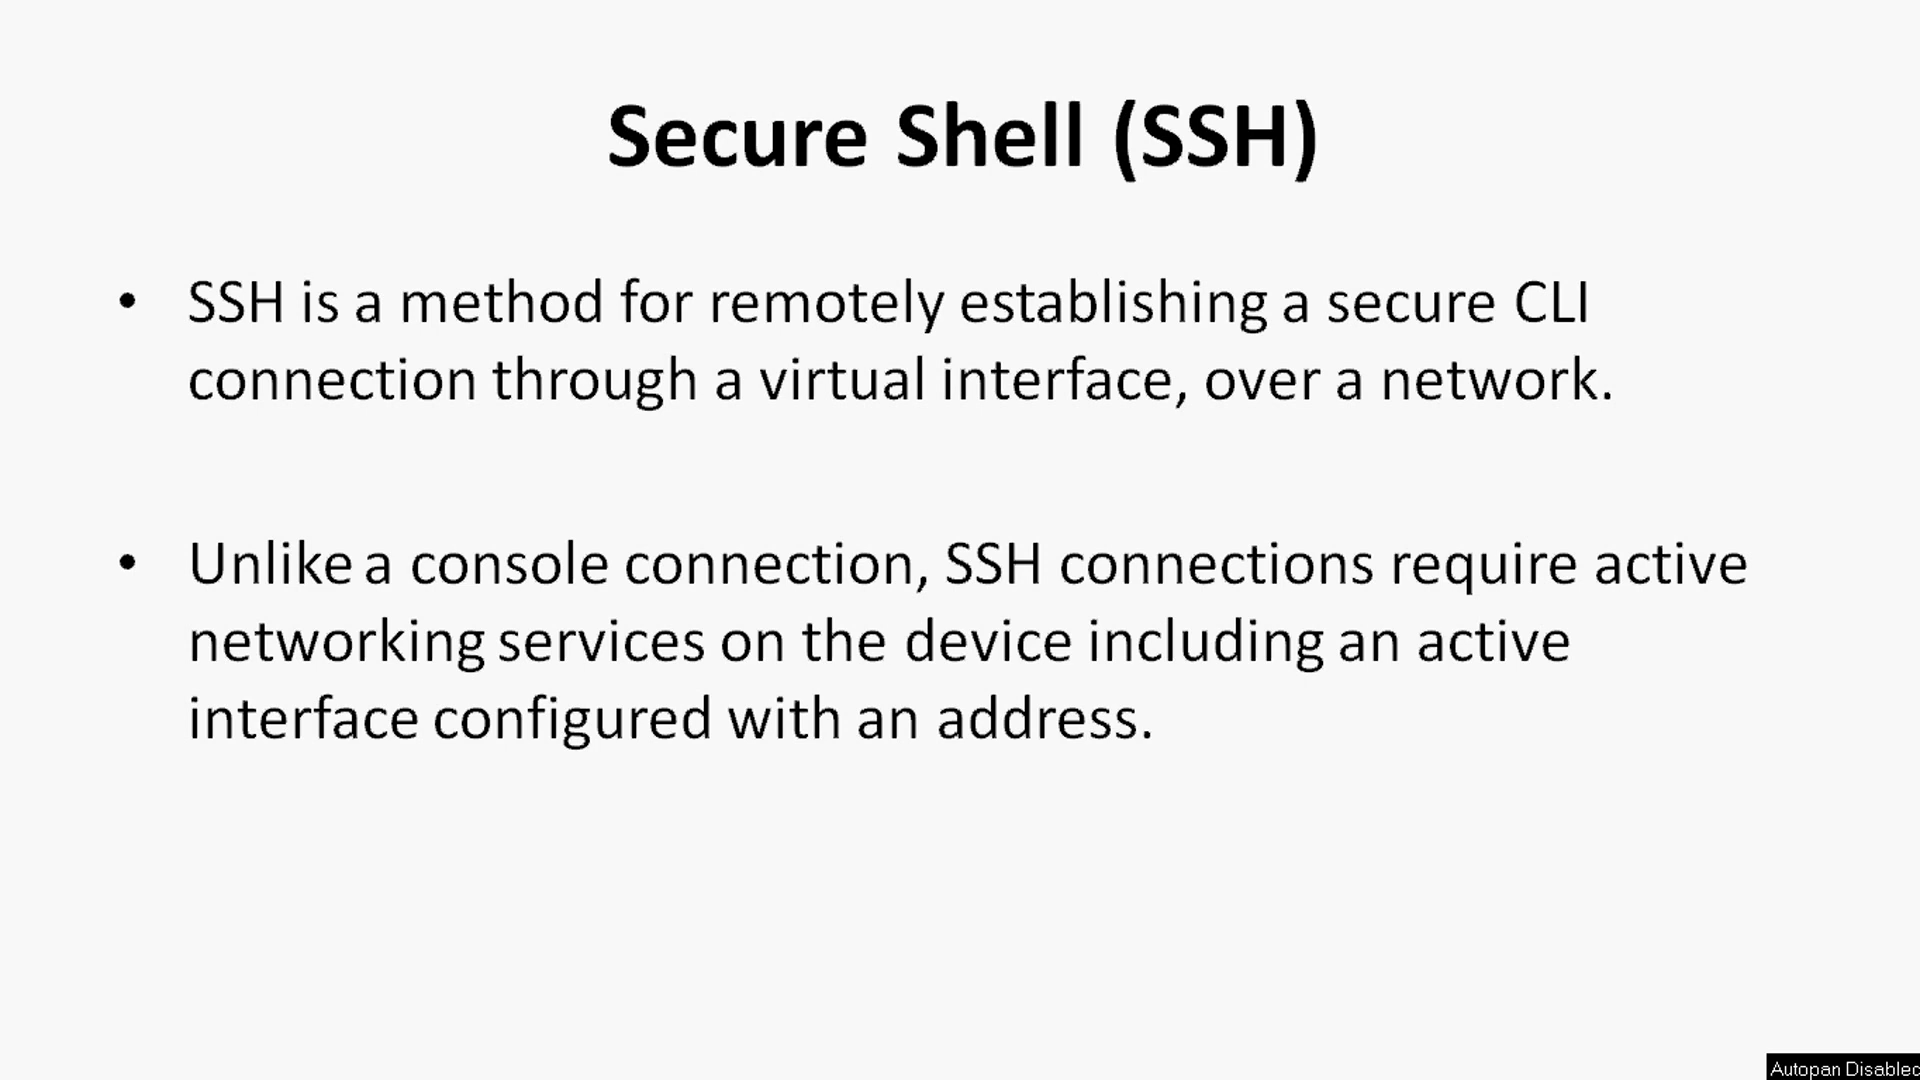 Secure Shell (SSH)
• SSH is a method for remotely establishing a secure CLI
connection through a virtual interface, over a network.
• Unlike a console connection, SSH connections require active
networking services on the device including an active
interface configured with an address.
Autopan Disabled